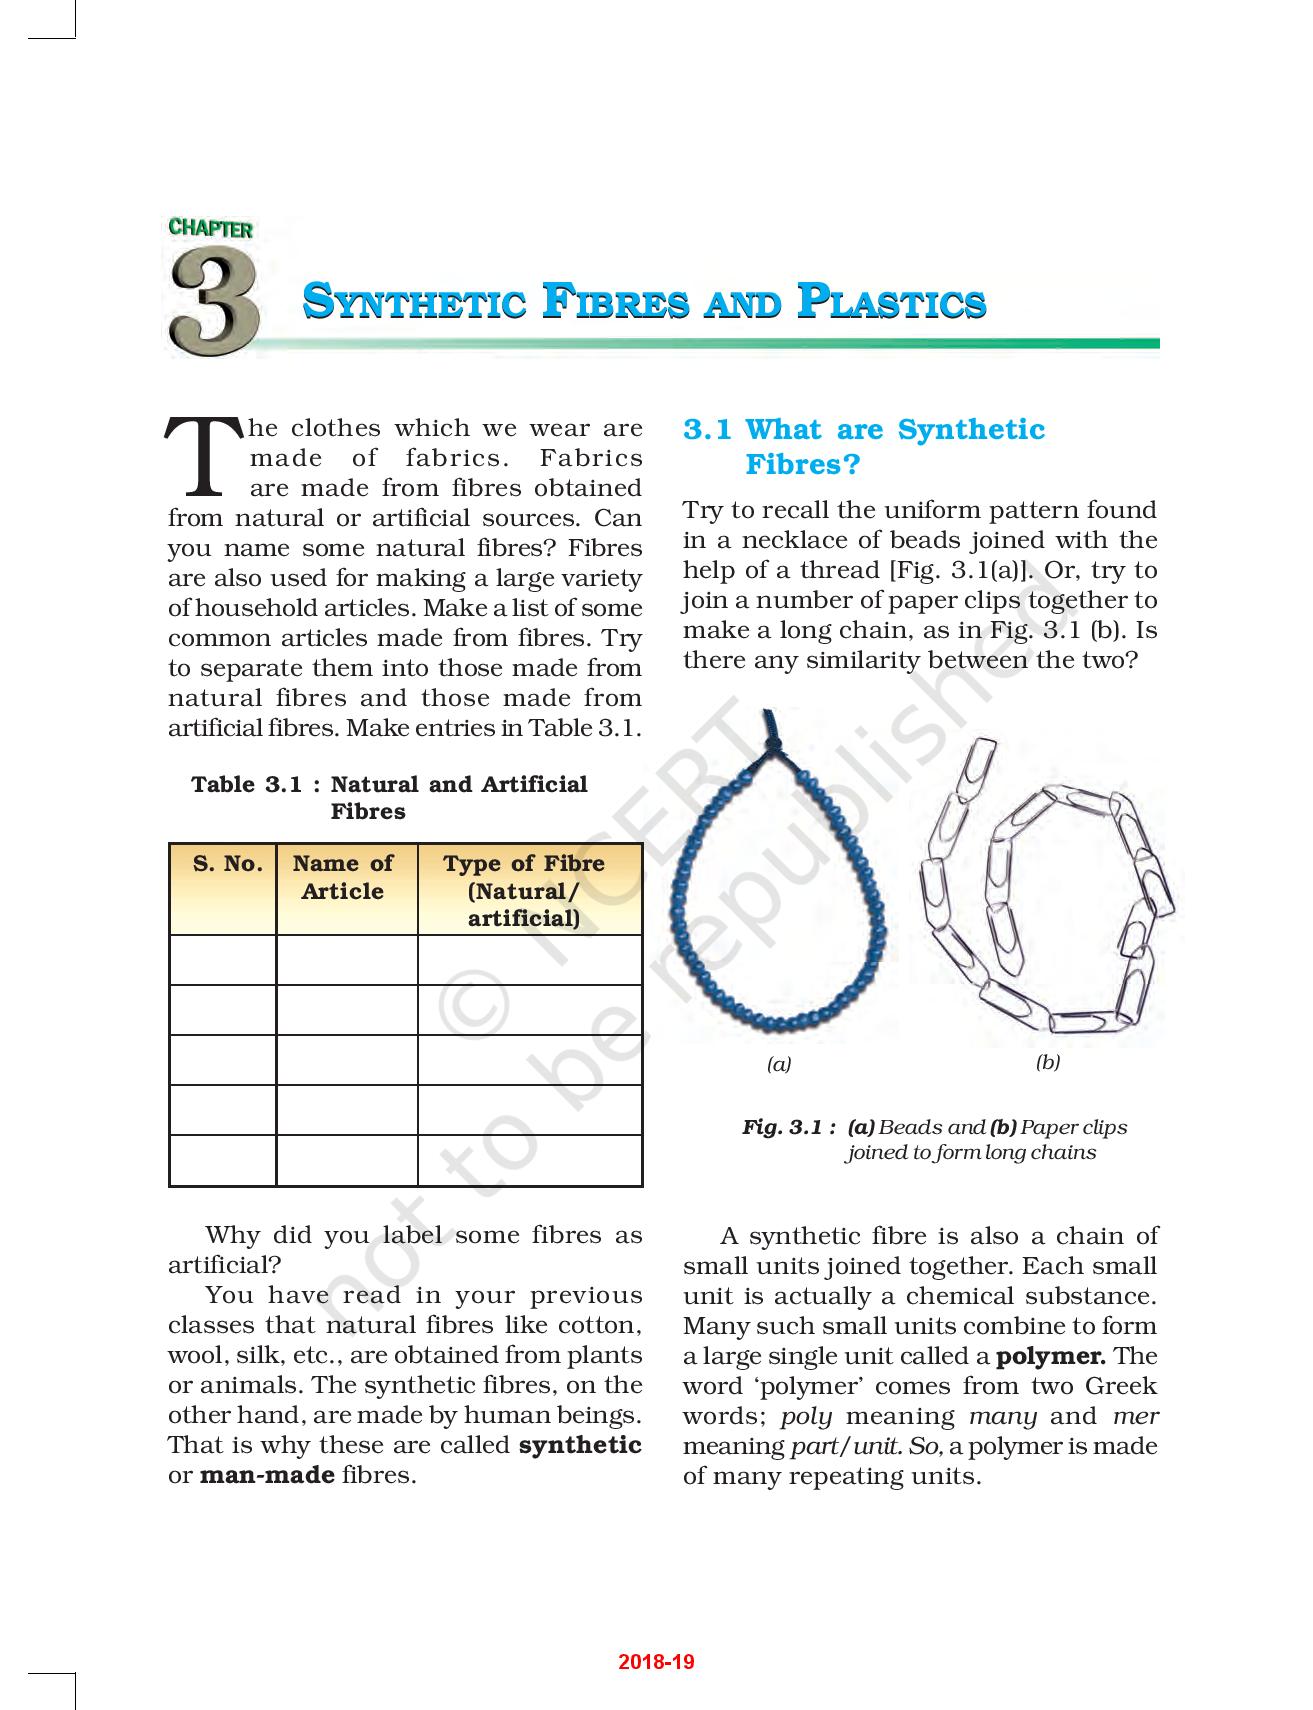 CHAPTER
3
SYNTHETIC FIBRES AND PLASTICS
The clothes which we wear are
made of fabrics. Fabrics
are made from fibres obtained
from natural or artificial sources. Can
you name some natural fibres? Fibres
are also used for making a large variety
of household articles. Make a list of some
common articles made from fibres. Try
to separate them into those made from
natural fibres and those made from
artificial fibres. Make entries in Table 3.1.
Table 3.1 : Natural and Artificial
Fibres
S. No. Name of Type of Fibre
Article (Natural/
artificial)
Why did you label some fibres as
artificial?
You have read in your previous
classes that natural fibres like cotton,
wool, silk, etc., are obtained from plants
or animals. The synthetic fibres, on the
other hand, are made by human beings.
That is why these are called synthetic
or man-made fibres.
3.1 What are Synthetic
Fibres?
Try to recall the uniform pattern found
in a necklace of beads joined with the
help of a thread [Fig. 3.1(a)]. Or, try to
join a number of paper clips together to
make a long chain, as in Fig. 3.1 (b). Is
there any similarity between the two?
(a) (b)
Fig. 3.1 : (a) Beads and (b) Paper clips
joined to form long chains
A synthetic fibre is also a chain of
small units joined together. Each small
unit is actually a chemical substance.
Many such small units combine to form
a large single unit called a polymer. The
word ‘polymer’ comes from two Greek
words; poly meaning many and mer
meaning part/unit. So, a polymer is made
of many repeating units.
© NCERT
not to be republished
2018-19